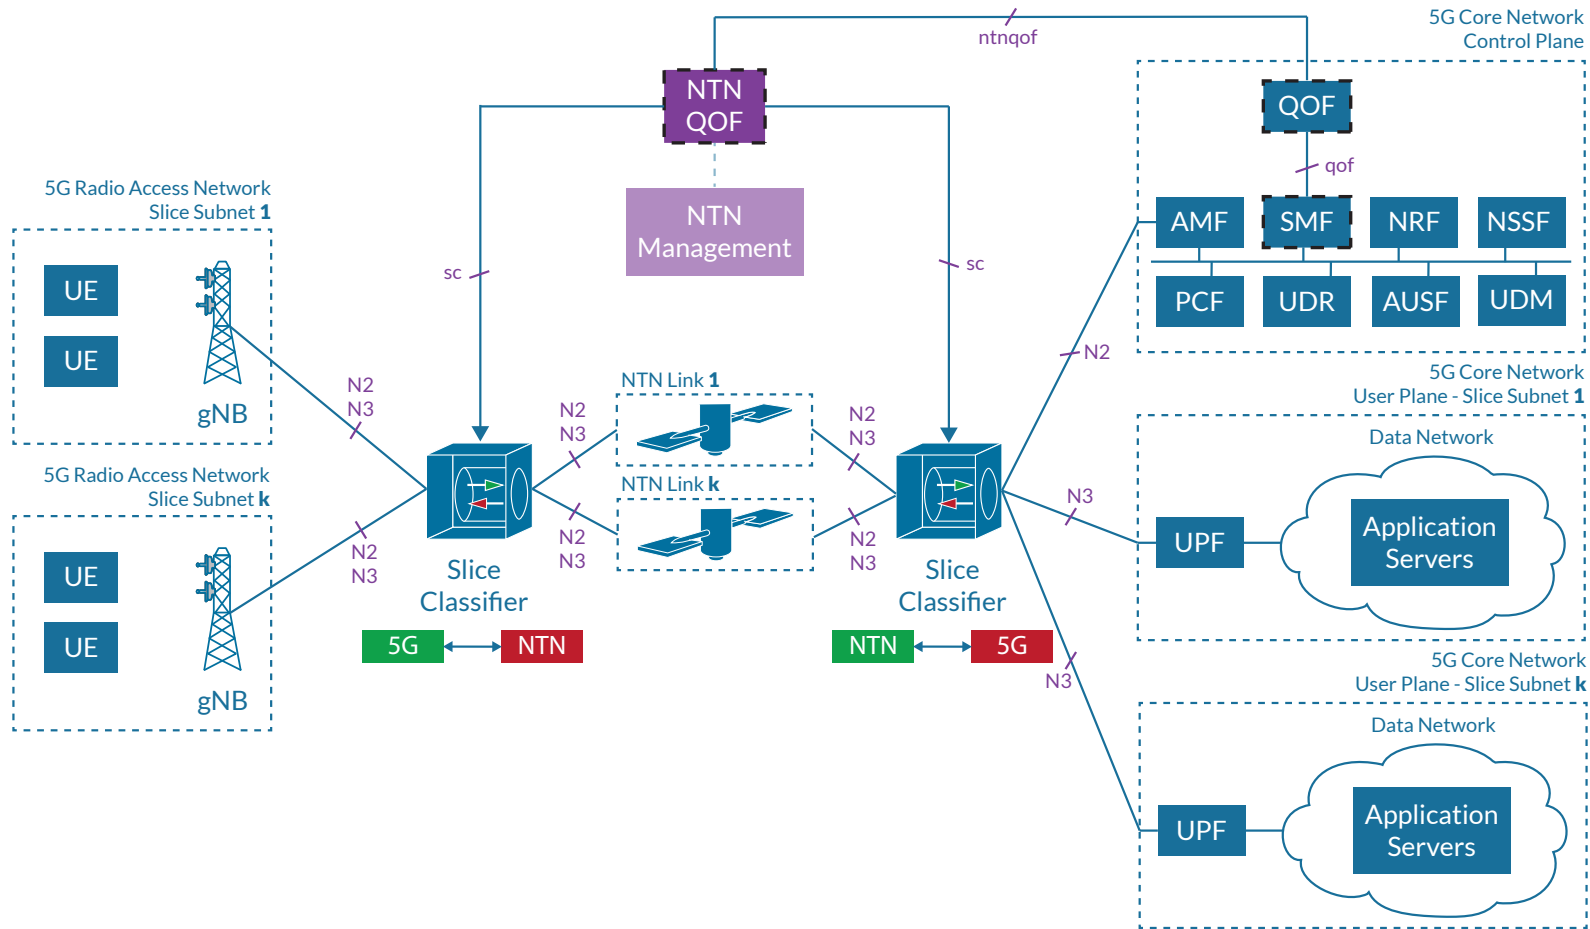 ntnqof
5G Core Network
Control Plane
NTN
QOF
QOF
qof
5G Radio Access Network
Slice Subnet 1
NTN
Management
AMF
SMF
NRF
NSSF
sc
sc
UE
PCF
UDR
AUSF
UDM
UE
N2
5G Core Network
User Plane - Slice Subnet 1
NTN Link 1
N2
N3
gNB
N2
N3
N2
N3
Data Network
5G Radio Access Network
Slice Subnet k
NTN Link k
N3
Application
Servers
UPF
N2
N3
N2
N3
N2
N3
UE
Slice
Classifier
Slice
Classifier
UE
5G
NTN
NTN
5G
N3
5G Core Network
User Plane - Slice Subnet k
gNB
Data Network
UPF
Application
Servers